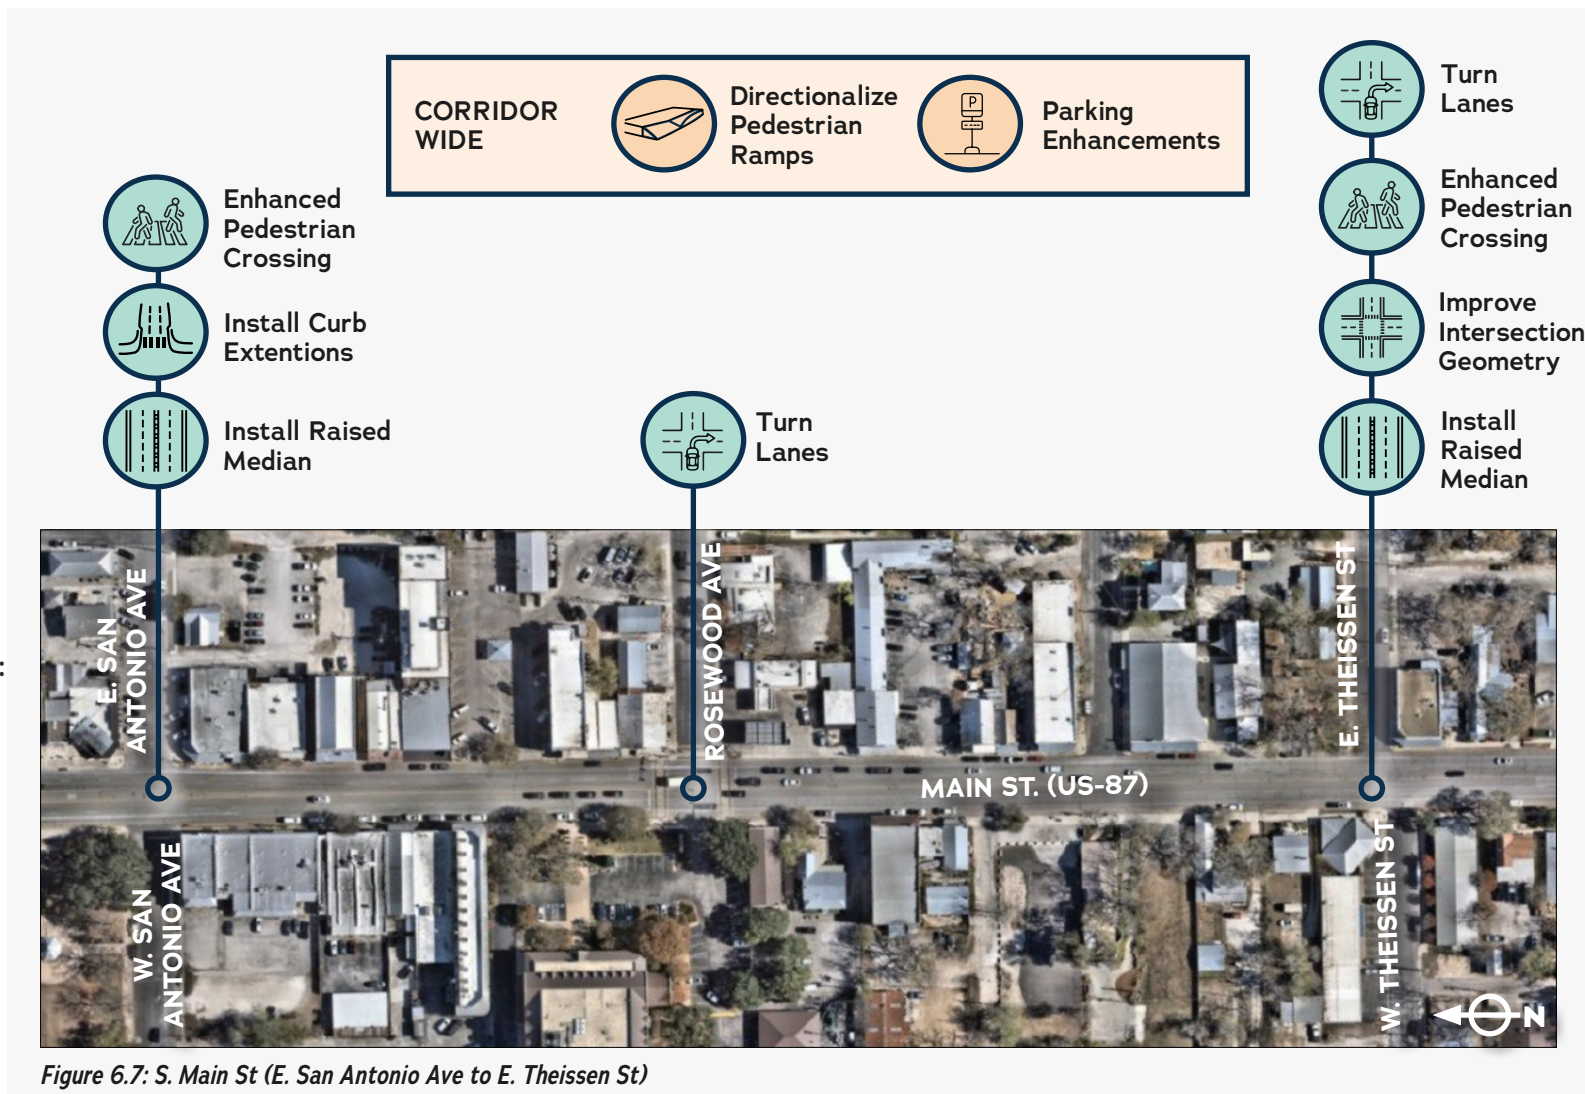 CORRIDOR
WIDE
Directionalize
Pedestrian
Ramps
P
Parking
Enhancements
Enhanced
Pedestrian
Crossing
Install Curb
Extentions
Install Raised
Median
Turn
Lanes
Turn
Lanes
Enhanced
Pedestrian
Crossing
Improve
Intersection
Geometry
Install
Raised
Median
E. SAN
ANTONIO AVE
ROSEWOOD AVE
E. THEISSEN ST
MAIN ST. (US-87)
W. SAN
ANTONIO AVE
W. THEISSEN ST
N
:
Figure 6.7: S. Main St (E. San Antonio Ave to E. Theissen St)